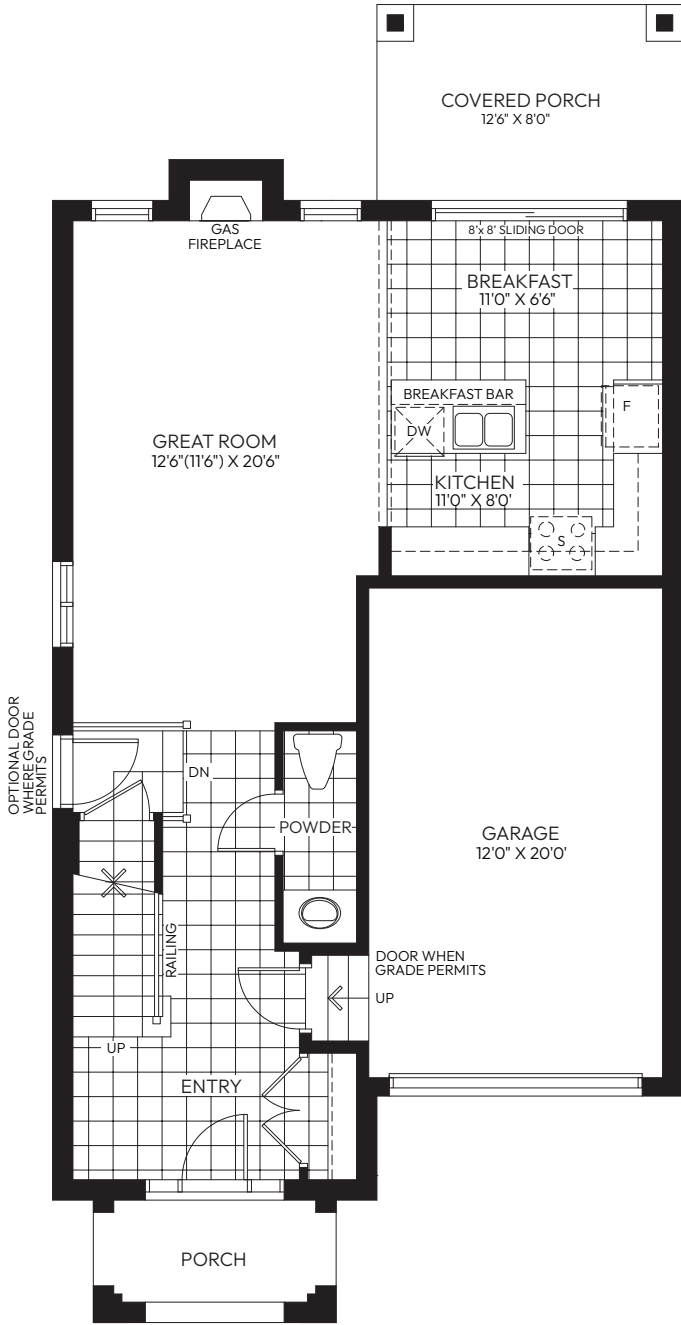 COVERED PORCH
12'6" X 8'0"
GAS
FIREPLACE
8'x 8' SLIDING DOOR
BREAKFAST
11'0" X 6'6"
BREAKFAST BAR
DW
F
GREAT ROOM
12'6"(11'6") X 20'6"
KITCHEN
11'0" X 8'0'
S
OPTIONAL DOOR
WHERE GRADE
PERMITS
DN
POWDER
GARAGE
12'0" X 20'0'
RAILING
DOOR WHEN
GRADE PERMITS
UP
UP
ENTRY
PORCH